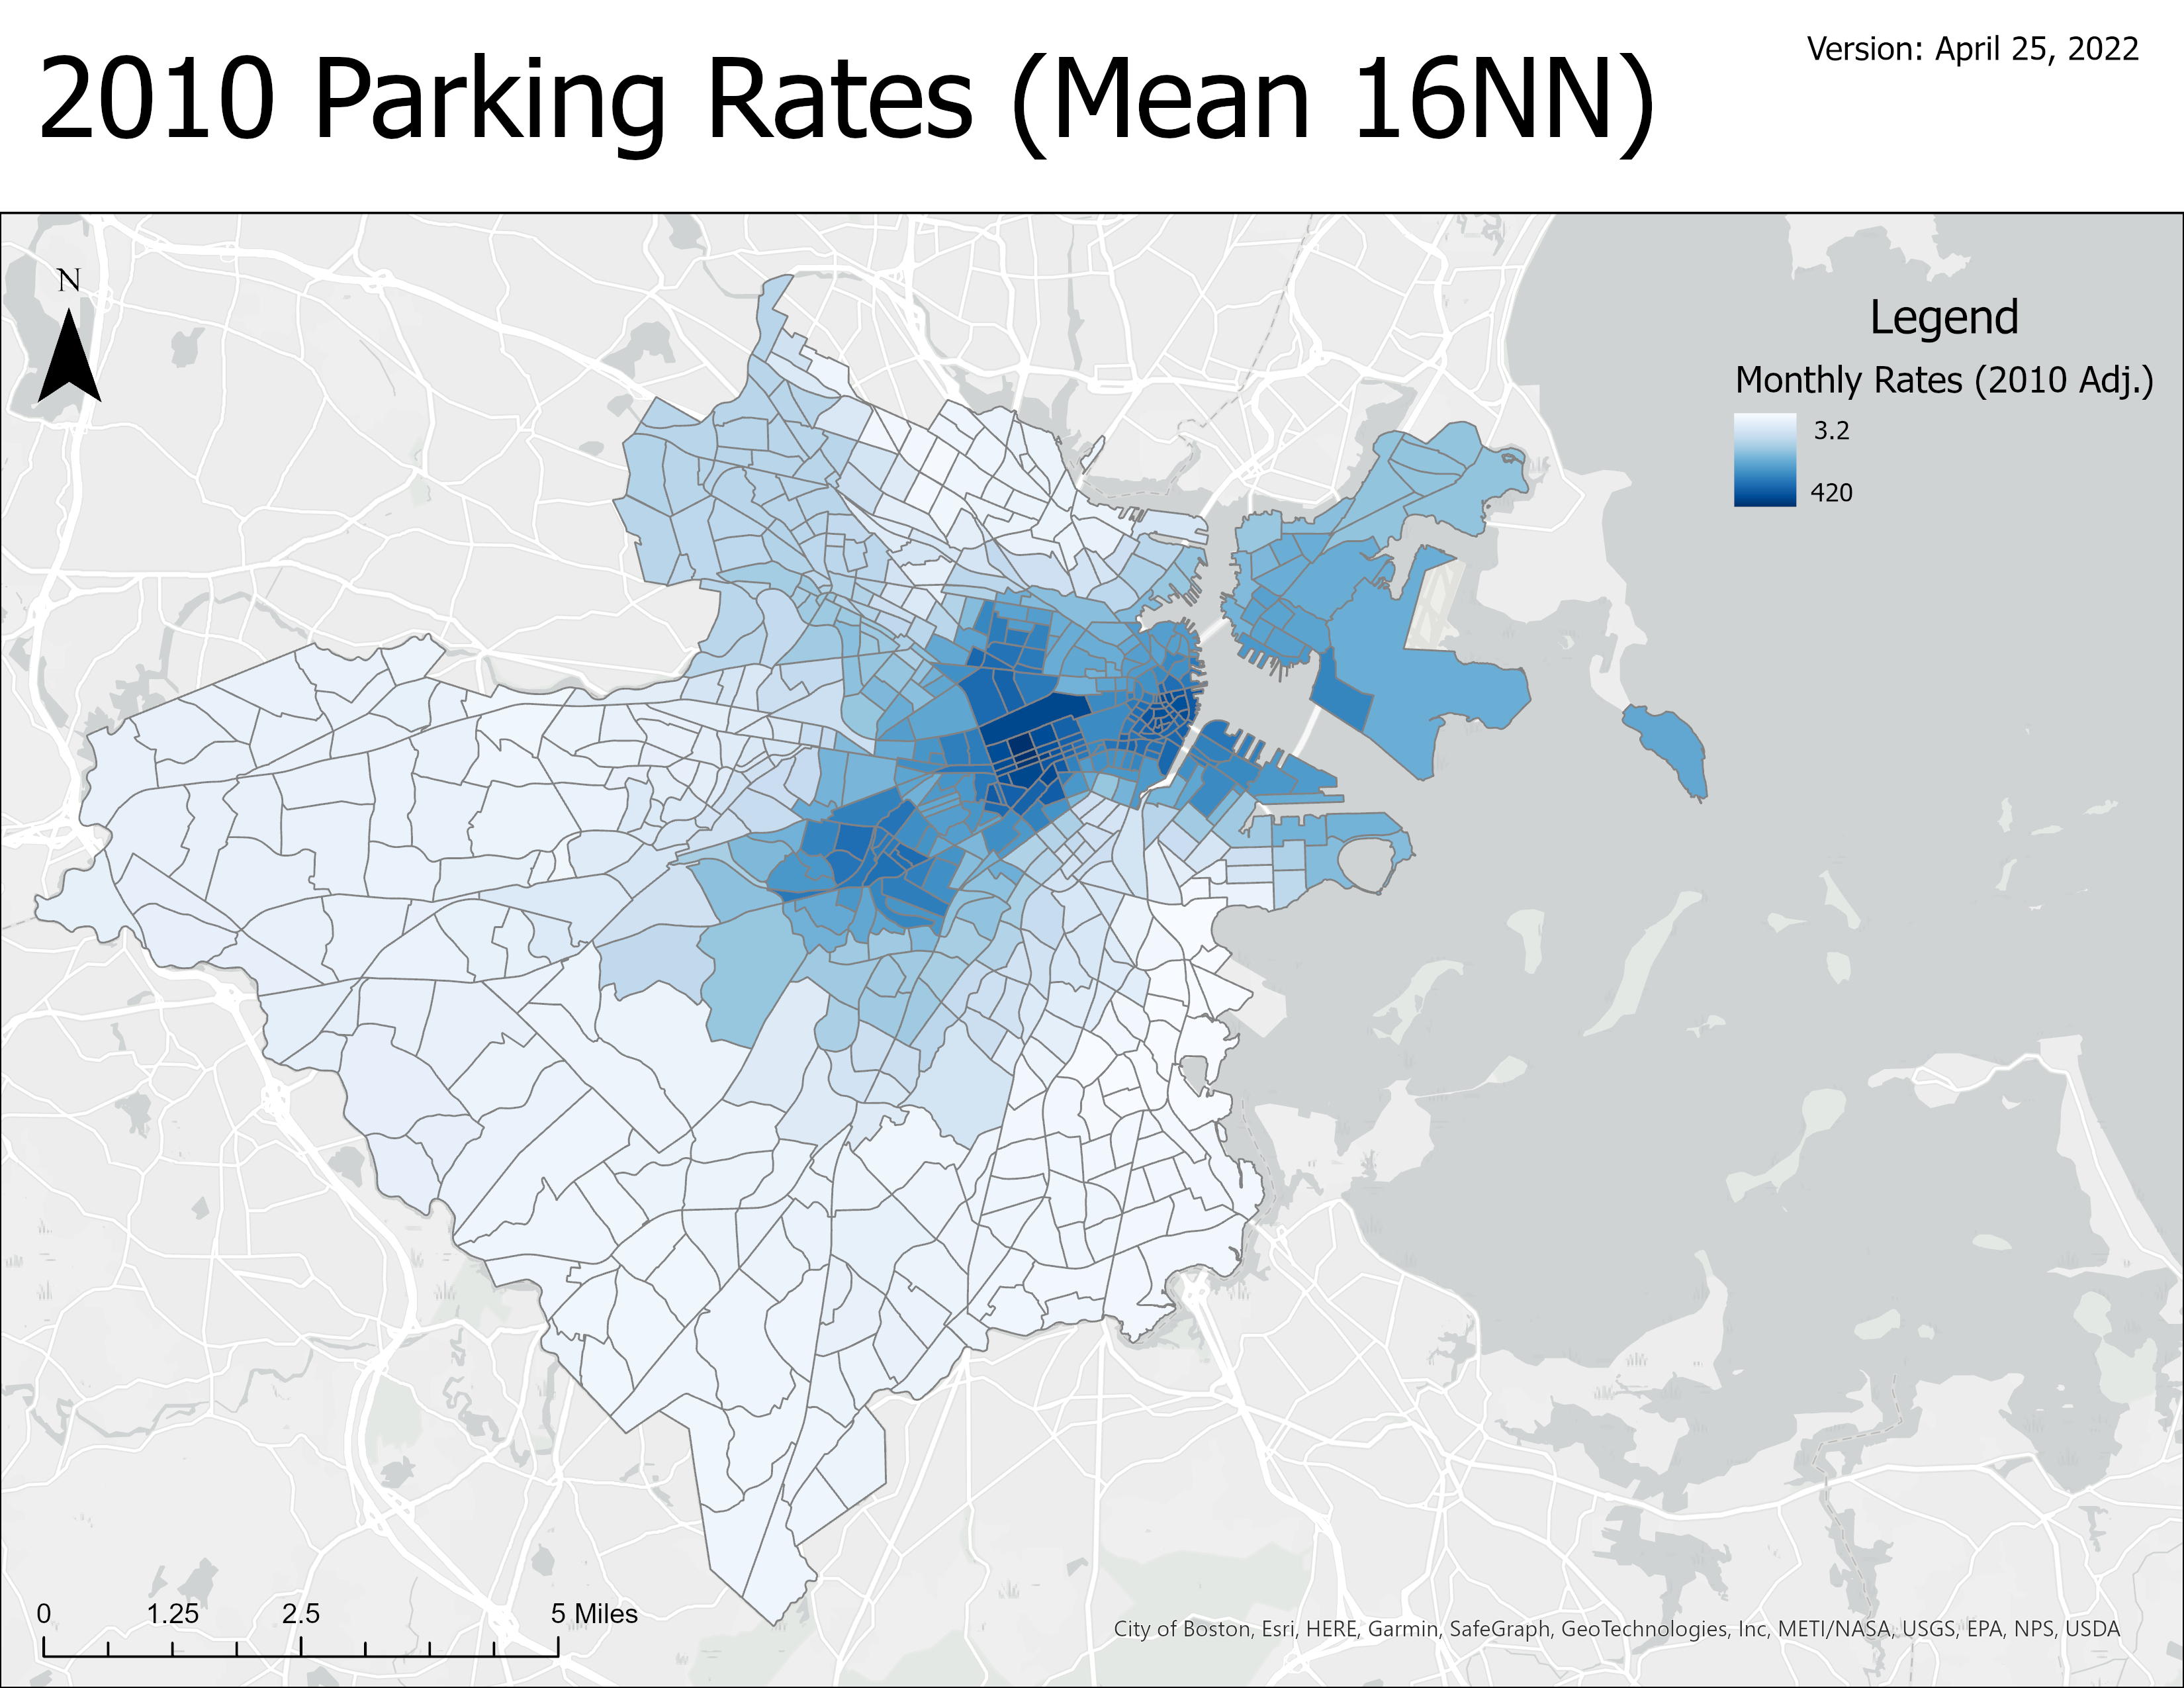 2010 Parking Rates (Mean 16NN)
Version: April 25, 2022
N
Legend
Monthly Rates (2010 Adj.)
3.2
420
0 1.25 2.5 5 Miles
City of Boston, Esri, HERE, Garmin, SafeGraph, GeoTechnologies, Inc, METI/NASA, USGS, EPA, NPS, USDA